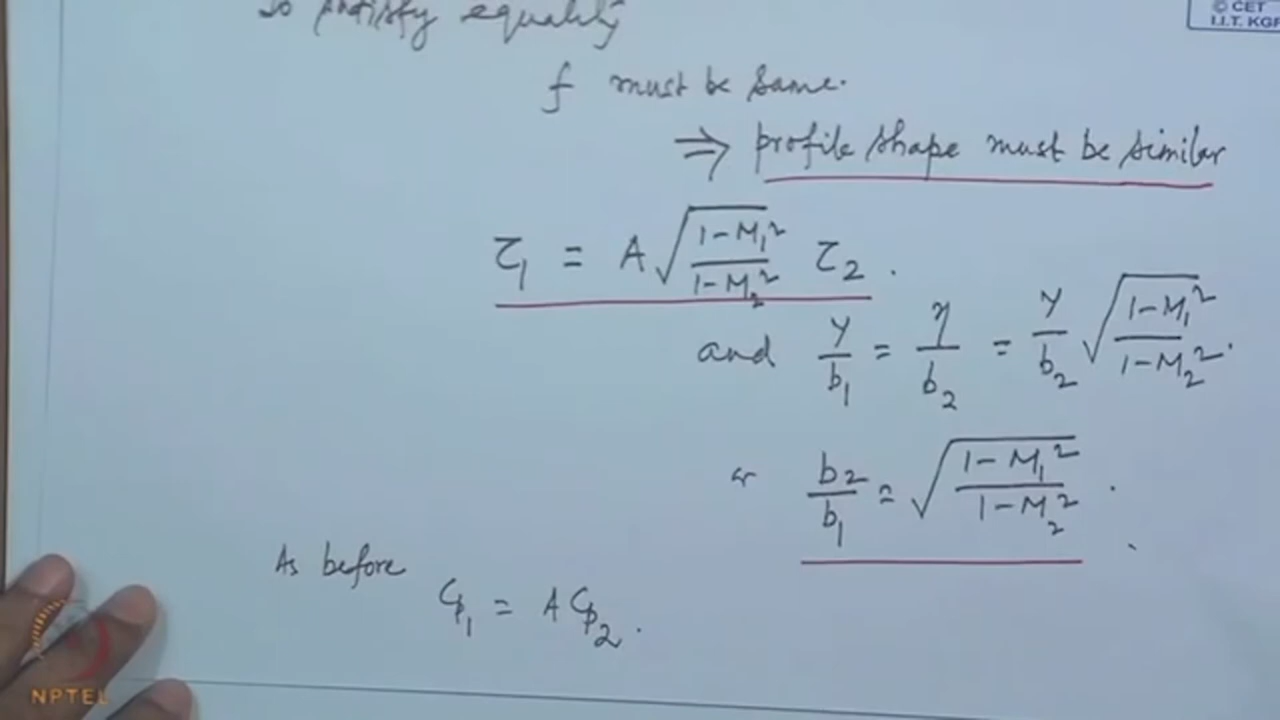 to satisfy equality
© CET
I.I.T. KGP
f must be same.
⇒ profile shape must be similar
τ₁ = A √((1-M₁²)/(1-M₂²)) τ₂ .
and y/b₁ = η/b₂ = y/b₂ √((1-M₁²)/(1-M₂²)) .
or b₂/b₁ = √((1-M₁²)/(1-M₂²)) .
As before
Cp₁ = A Cp₂ .
NPTEL